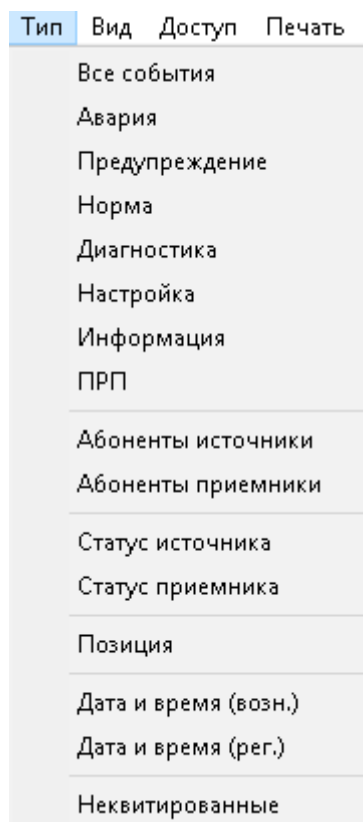 Тип Вид Доступ Печать
Все события
Авария
Предупреждение
Норма
Диагностика
Настройка
Информация
ПРП
Абоненты источники
Абоненты приемники
Статус источника
Статус приемника
Позиция
Дата и время (возн.)
Дата и время (рег.)
Неквитированные